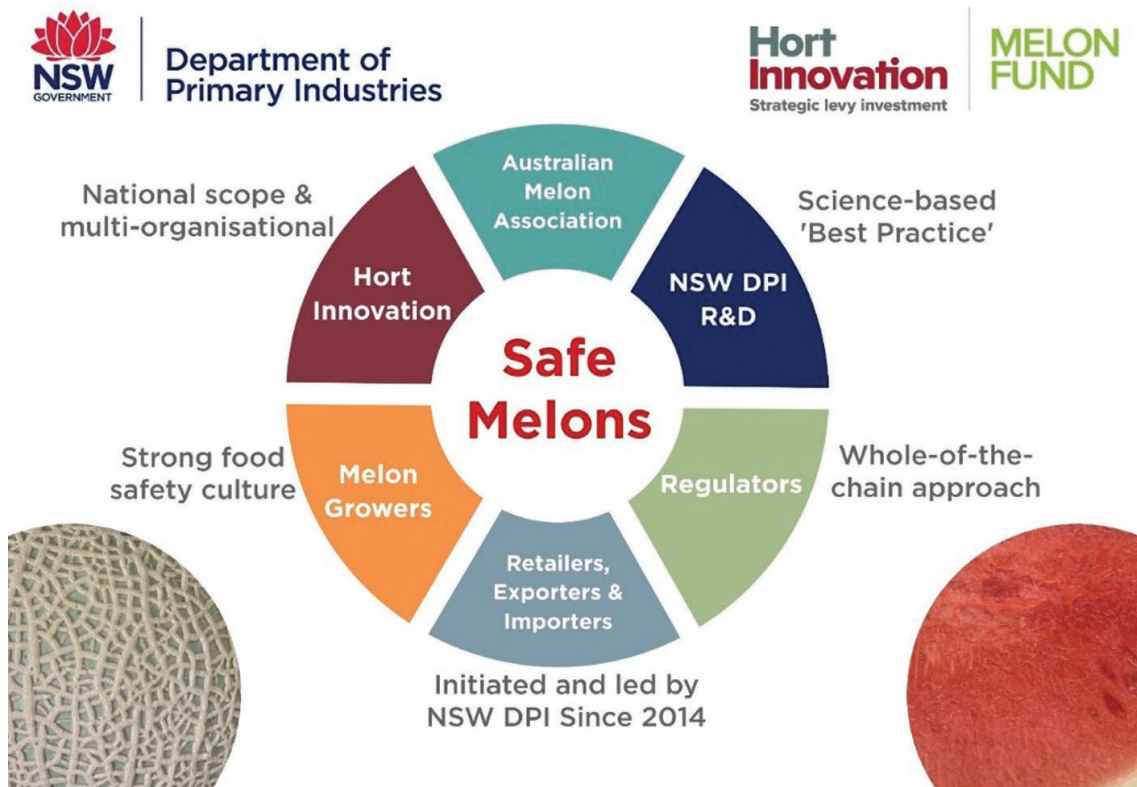 NSW
GOVERNMENT
Department of
Primary Industries
Hort
Innovation
Strategic levy investment
MELON
FUND
National scope &
multi-organisational
Australian
Melon
Association
Science-based
'Best Practice'
Hort
Innovation
NSW DPI
R&D
Safe
Melons
Strong food
safety culture
Melon
Growers
Regulators
Whole-of-the-
chain approach
Retailers,
Exporters &
Importers
Initiated and led by
NSW DPI Since 2014